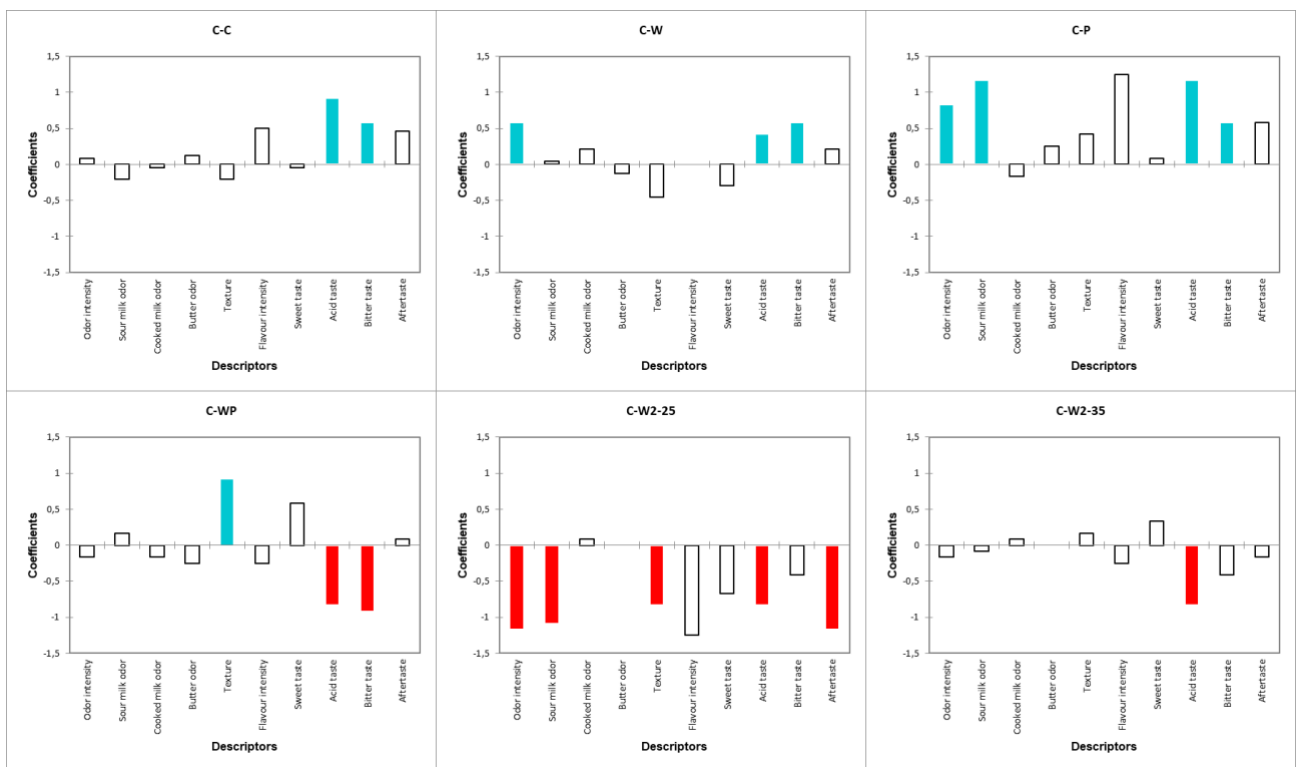 C-C
1,5
1
0,5
0
-0,5
-1
-1,5
Coefficients
Odor intensity
Sour milk odor
Cooked milk odor
Butter odor
Texture
Flavour intensity
Sweet taste
Acid taste
Bitter taste
Aftertaste
Descriptors
C-W
1,5
1
0,5
0
-0,5
-1
-1,5
Coefficients
Odor intensity
Sour milk odor
Cooked milk odor
Butter odor
Texture
Flavour intensity
Sweet taste
Acid taste
Bitter taste
Aftertaste
Descriptors
C-P
1,5
1
0,5
0
-0,5
-1
-1,5
Coefficients
Odor intensity
Sour milk odor
Cooked milk odor
Butter odor
Texture
Flavour intensity
Sweet taste
Acid taste
Bitter taste
Aftertaste
Descriptors
C-WP
1,5
1
0,5
0
-0,5
-1
-1,5
Coefficients
Odor intensity
Sour milk odor
Cooked milk odor
Butter odor
Texture
Flavour intensity
Sweet taste
Acid taste
Bitter taste
Aftertaste
Descriptors
C-W2-25
1,5
1
0,5
0
-0,5
-1
-1,5
Coefficients
Odor intensity
Sour milk odor
Cooked milk odor
Butter odor
Texture
Flavour intensity
Sweet taste
Acid taste
Bitter taste
Aftertaste
Descriptors
C-W2-35
1,5
1
0,5
0
-0,5
-1
-1,5
Coefficients
Odor intensity
Sour milk odor
Cooked milk odor
Butter odor
Texture
Flavour intensity
Sweet taste
Acid taste
Bitter taste
Aftertaste
Descriptors